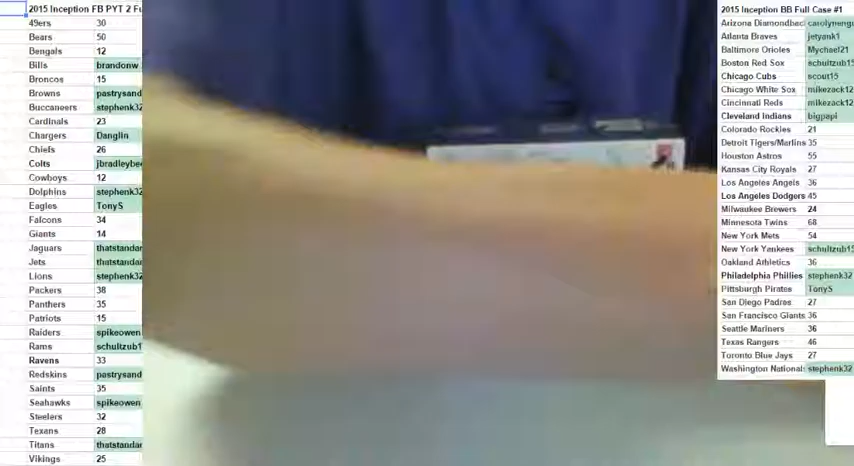 2015 Inception FB PYT 2 Fu
49ers 30
Bears 50
Bengals 12
Bills brandonw
Broncos 15
Browns pastrysand
Buccaneers stephenk32
Cardinals 23
Chargers Danglin
Chiefs 26
Colts jbradleybee
Cowboys 12
Dolphins stephenk32
Eagles TonyS
Falcons 34
Giants 14
Jaguars thatstandar
Jets thatstandar
Lions stephenk32
Packers 38
Panthers 35
Patriots 15
Raiders spikeowen
Rams schultzub1
Ravens 33
Redskins pastrysand
Saints 35
Seahawks spikeowen
Steelers 32
Texans 28
Titans thatstandar
Vikings 25
2015 Inception BB Full Case #1
Arizona Diamondbac carolynengu
Atlanta Braves jetyank1
Baltimore Orioles Mychael21
Boston Red Sox schultzub15
Chicago Cubs scout15
Chicago White Sox mikezack12
Cincinnati Reds mikezack12
Cleveland Indians bigpapi
Colorado Rockies 21
Detroit Tigers/Marlins 35
Houston Astros 55
Kansas City Royals 27
Los Angeles Angels 36
Los Angeles Dodgers 45
Milwaukee Brewers 24
Minnesota Twins 68
New York Mets 54
New York Yankees schultzub15
Oakland Athletics 36
Philadelphia Phillies stephenk32
Pittsburgh Pirates TonyS
San Diego Padres 27
San Francisco Giants 36
Seattle Mariners 36
Texas Rangers 46
Toronto Blue Jays 27
Washington Nationals stephenk32